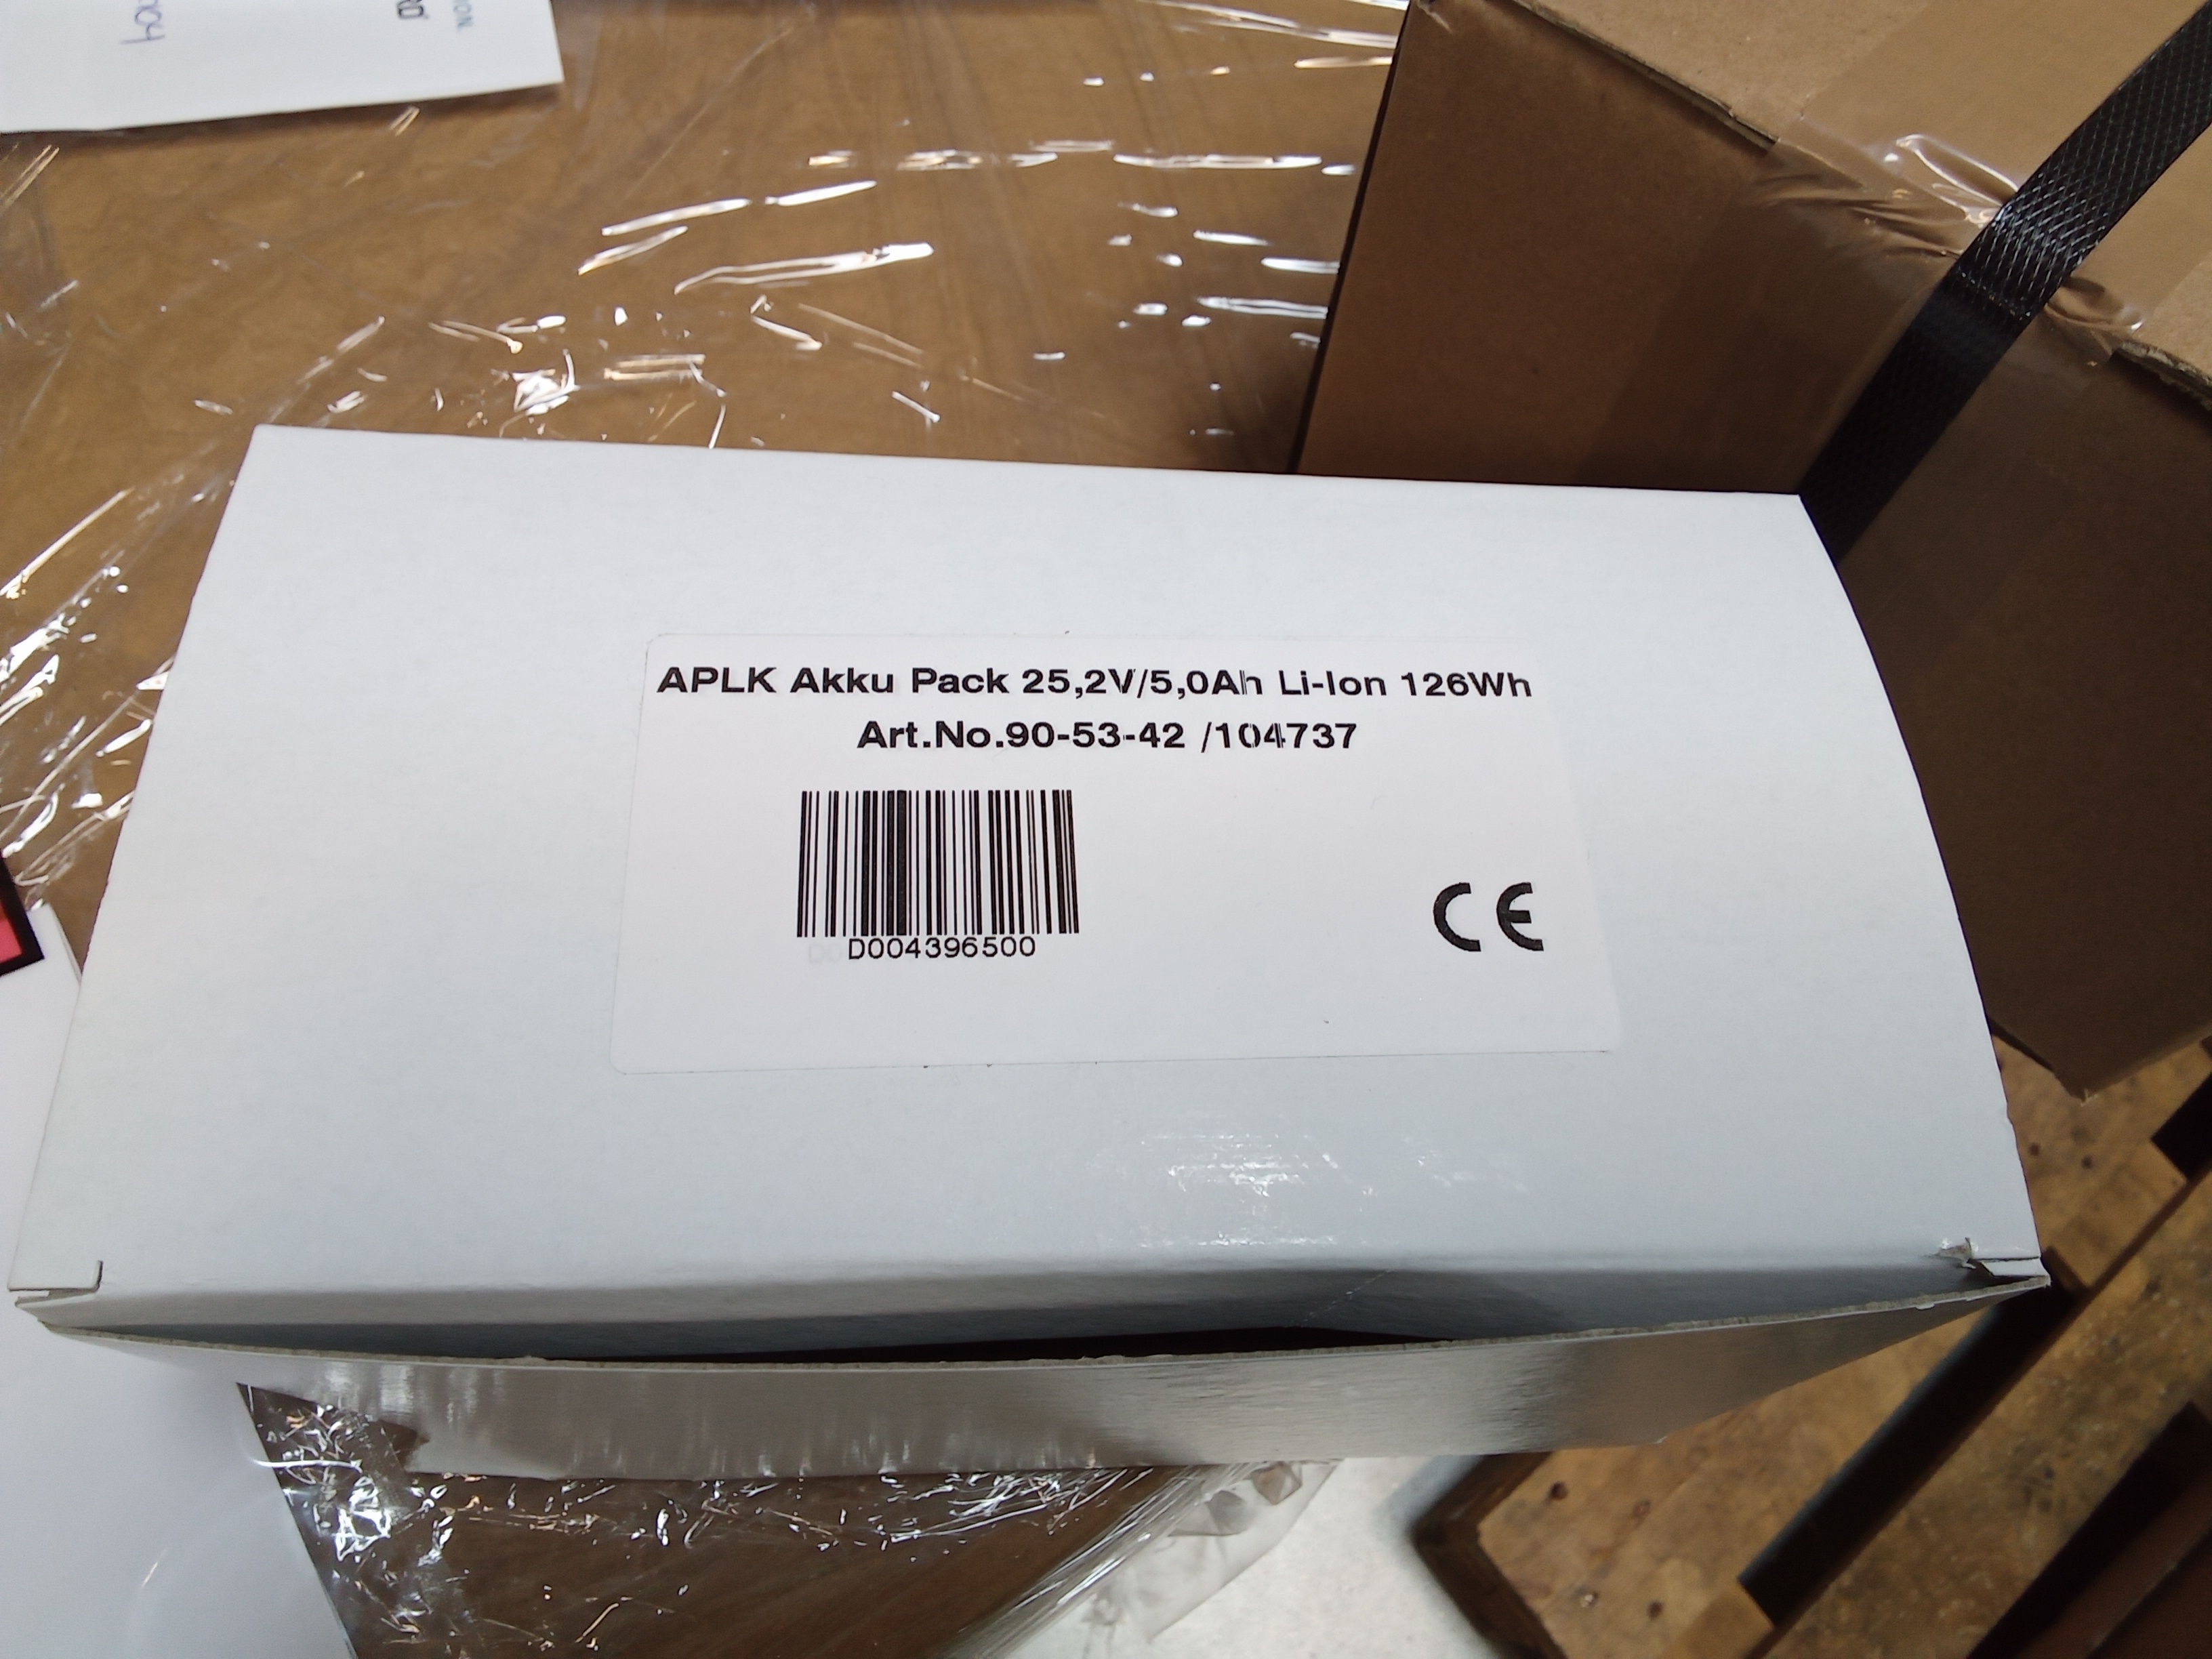 APLK Akku Pack 25,2V/5,0Ah Li-Ion 126Wh
Art.No.90-53-42 /104737
D004396500
CE